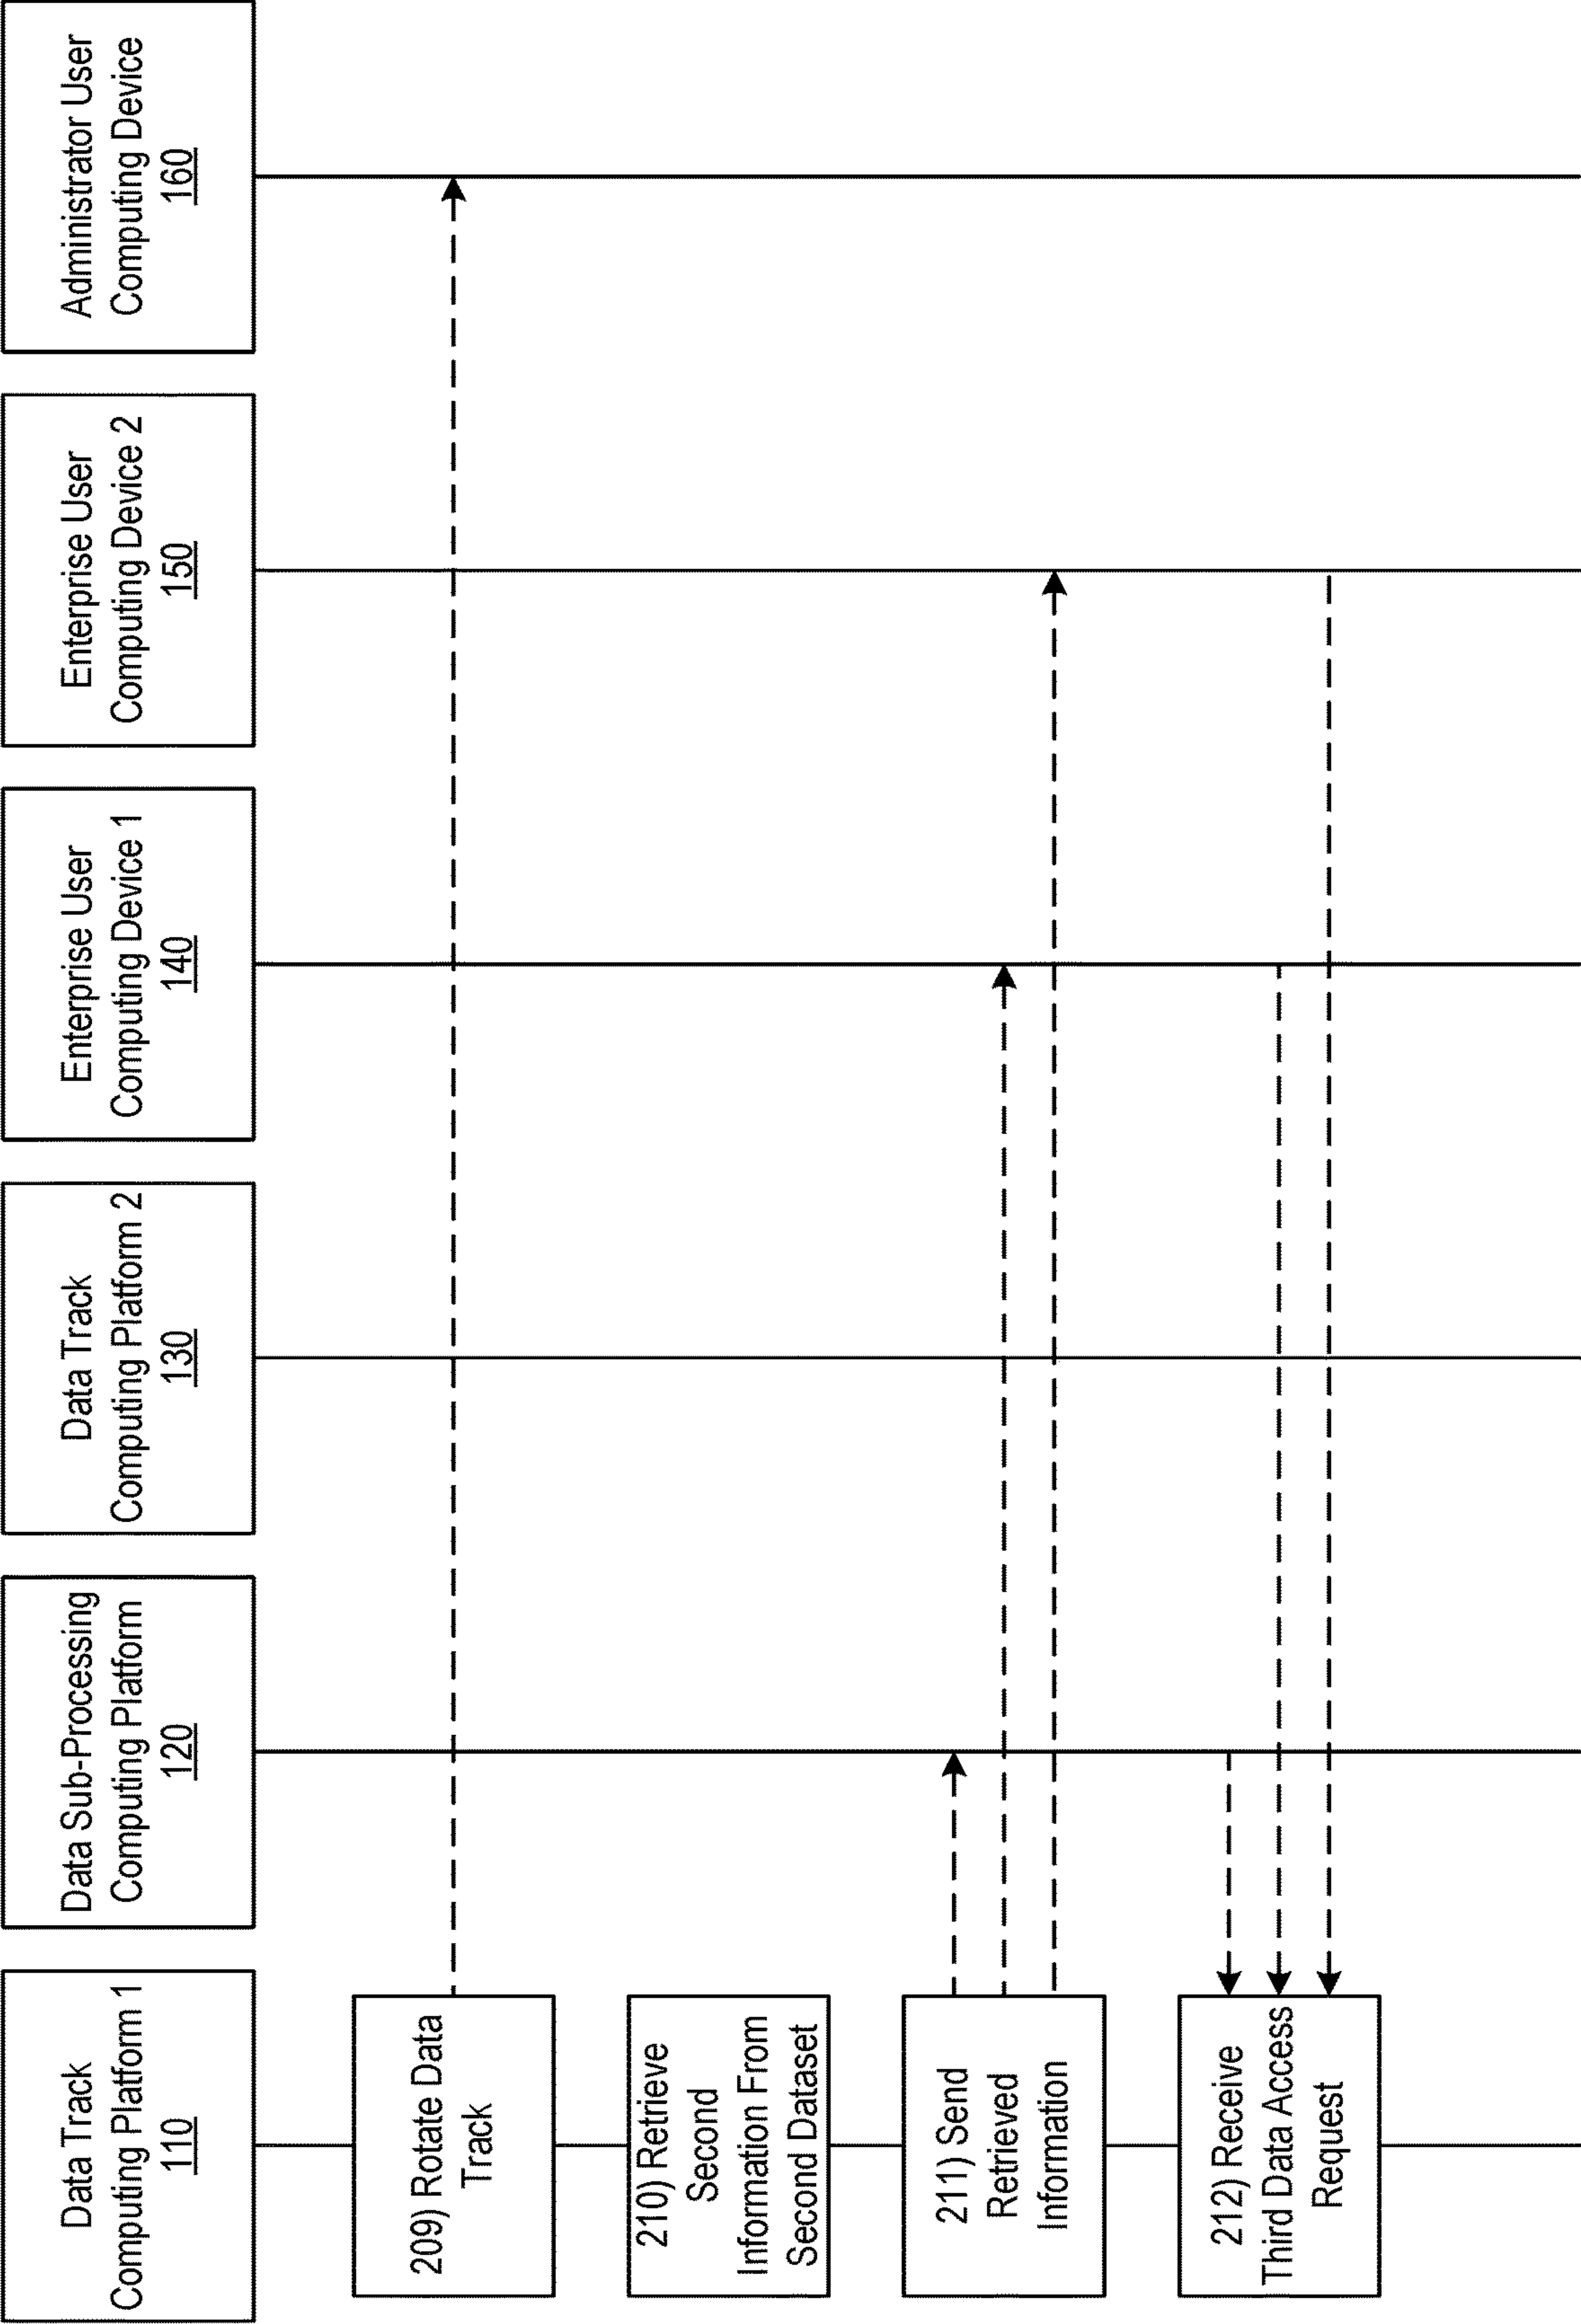 Data Track
Computing Platform 1
110
Data Sub-Processing
Computing Platform
120
Data Track
Computing Platform 2
130
Enterprise User
Computing Device 1
140
Enterprise User
Computing Device 2
150
Administrator User
Computing Device
160
209) Rotate Data
Track
210) Retrieve
Second
Information From
Second Dataset
211) Send
Retrieved
Information
212) Receive
Third Data Access
Request